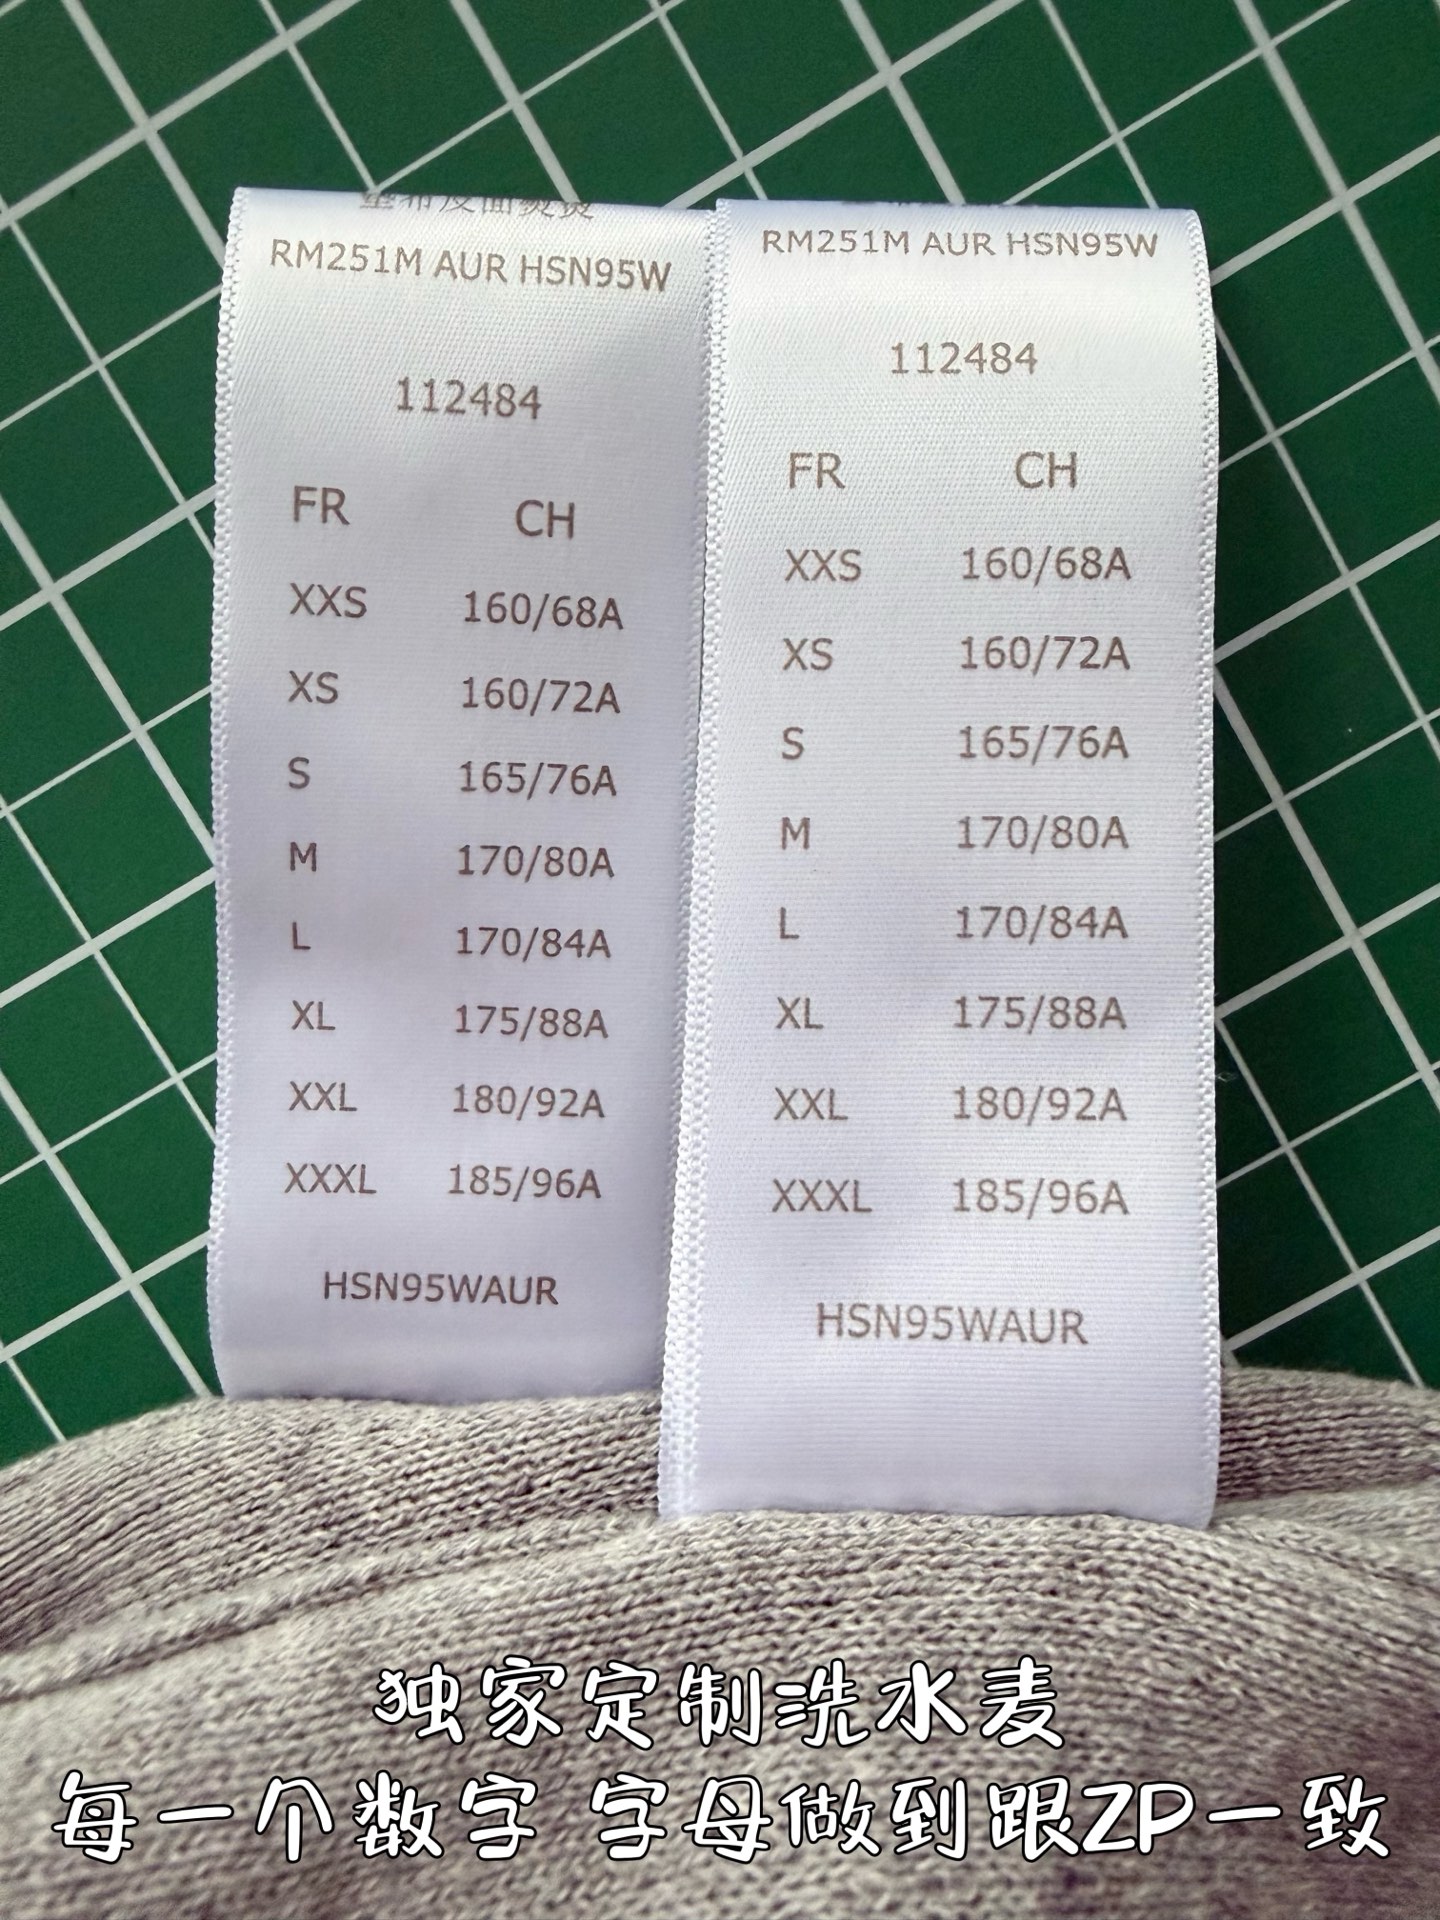 RM251M AUR HSN95W
112484
FR CH
XXS 160/68A
XS 160/72A
S 165/76A
M 170/80A
L 170/84A
XL 175/88A
XXL 180/92A
XXXL 185/96A
HSN95WAUR
RM251M AUR HSN95W
112484
FR CH
XXS 160/68A
XS 160/72A
S 165/76A
M 170/80A
L 170/84A
XL 175/88A
XXL 180/92A
XXXL 185/96A
HSN95WAUR
独家定制洗水麦
每一个数字 字母做到跟ZP一致